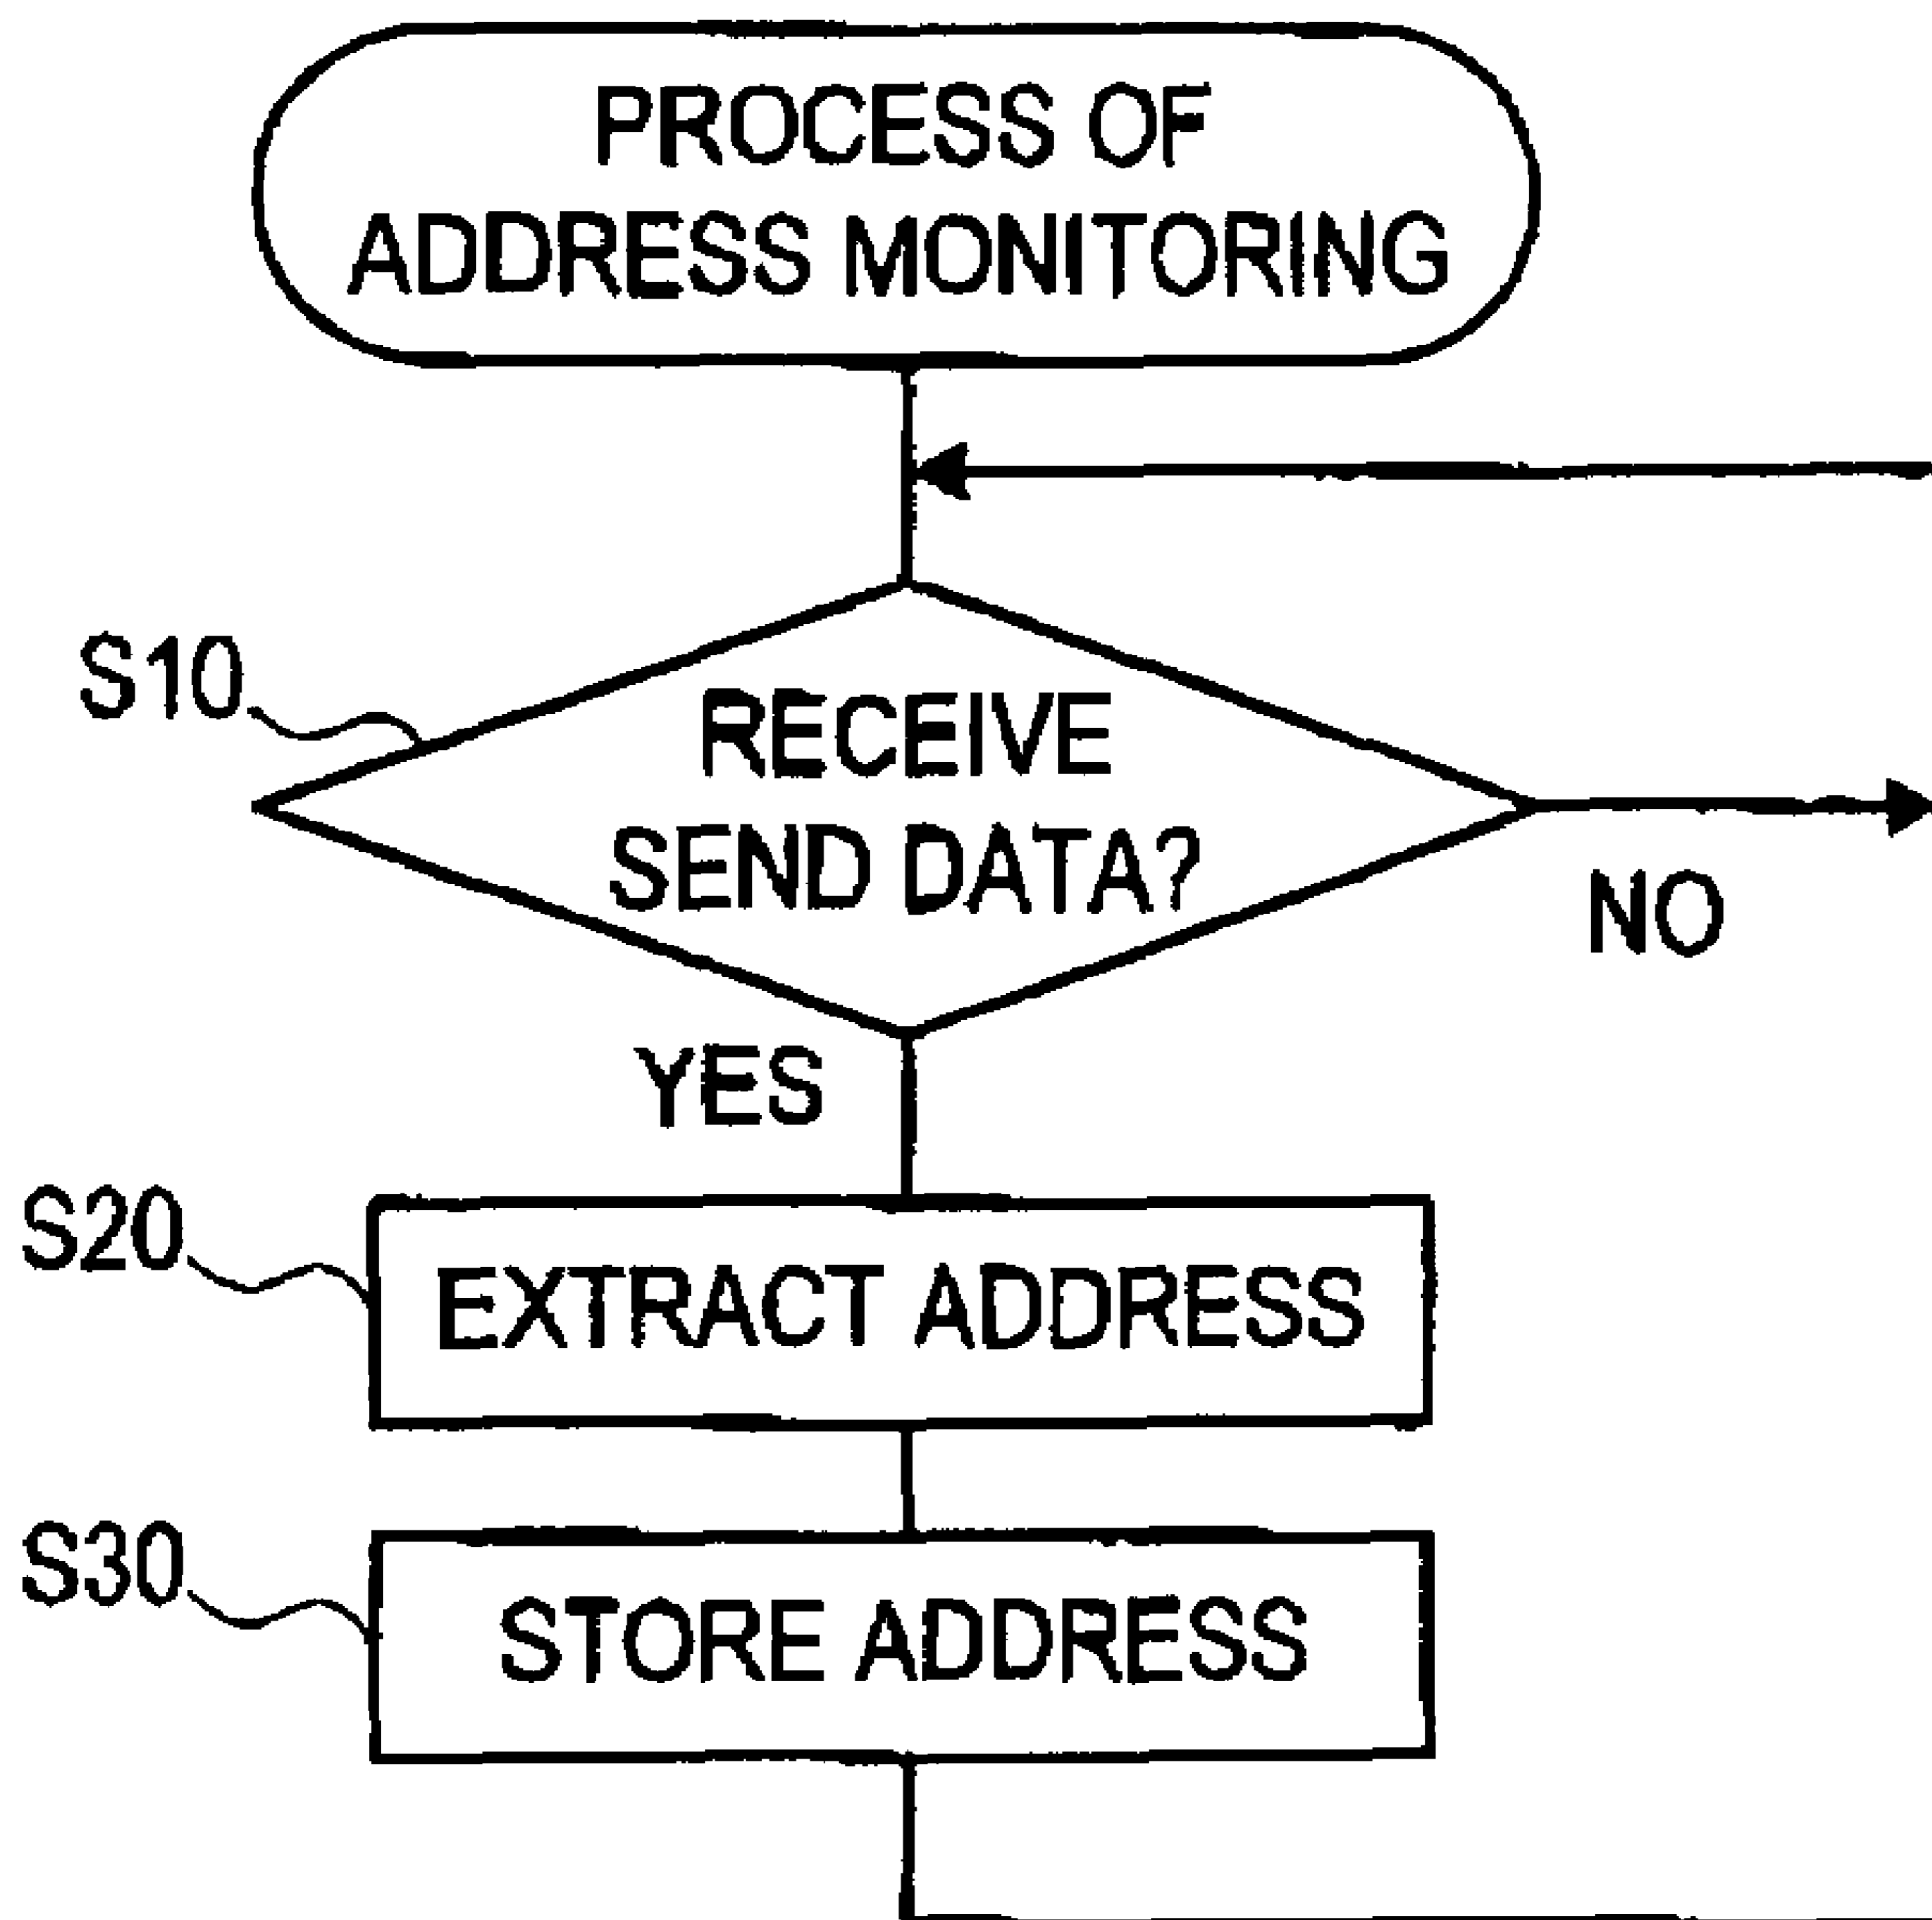 PROCESS OF
ADDRESS MONITORING
S10
RECEIVE
SEND DATA?
NO
YES
S20
EXTRACT ADDRESS
S30
STORE ADDRESS